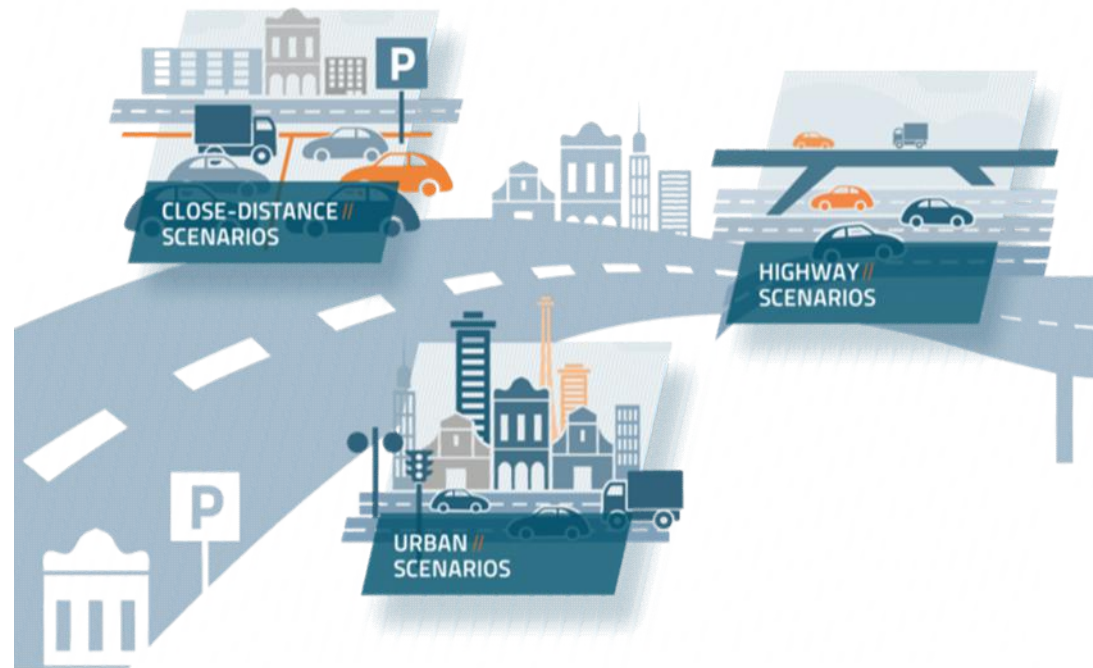 P
CLOSE-DISTANCE //
SCENARIOS
HIGHWAY //
SCENARIOS
URBAN //
SCENARIOS
P